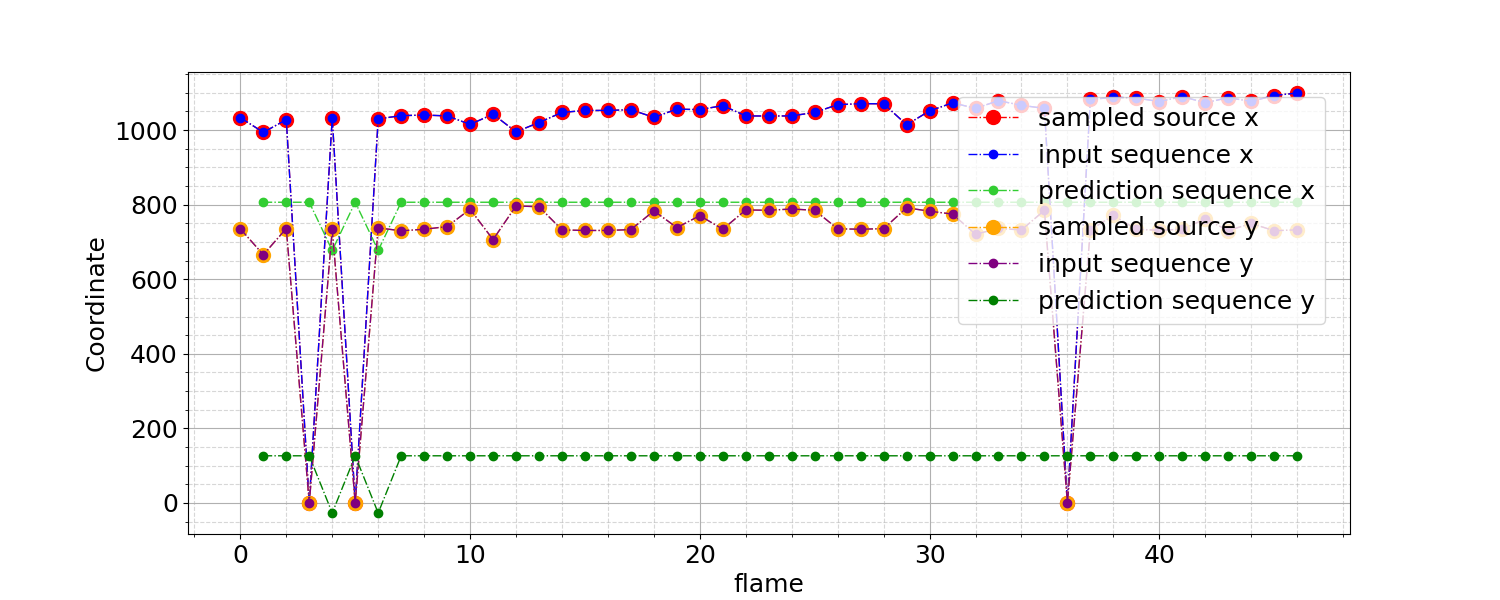 1000
800
600
400
200
0
Coordinate
0 10 20 30 40
flame
sampled source x
input sequence x
prediction sequence x
sampled source y
input sequence y
prediction sequence y